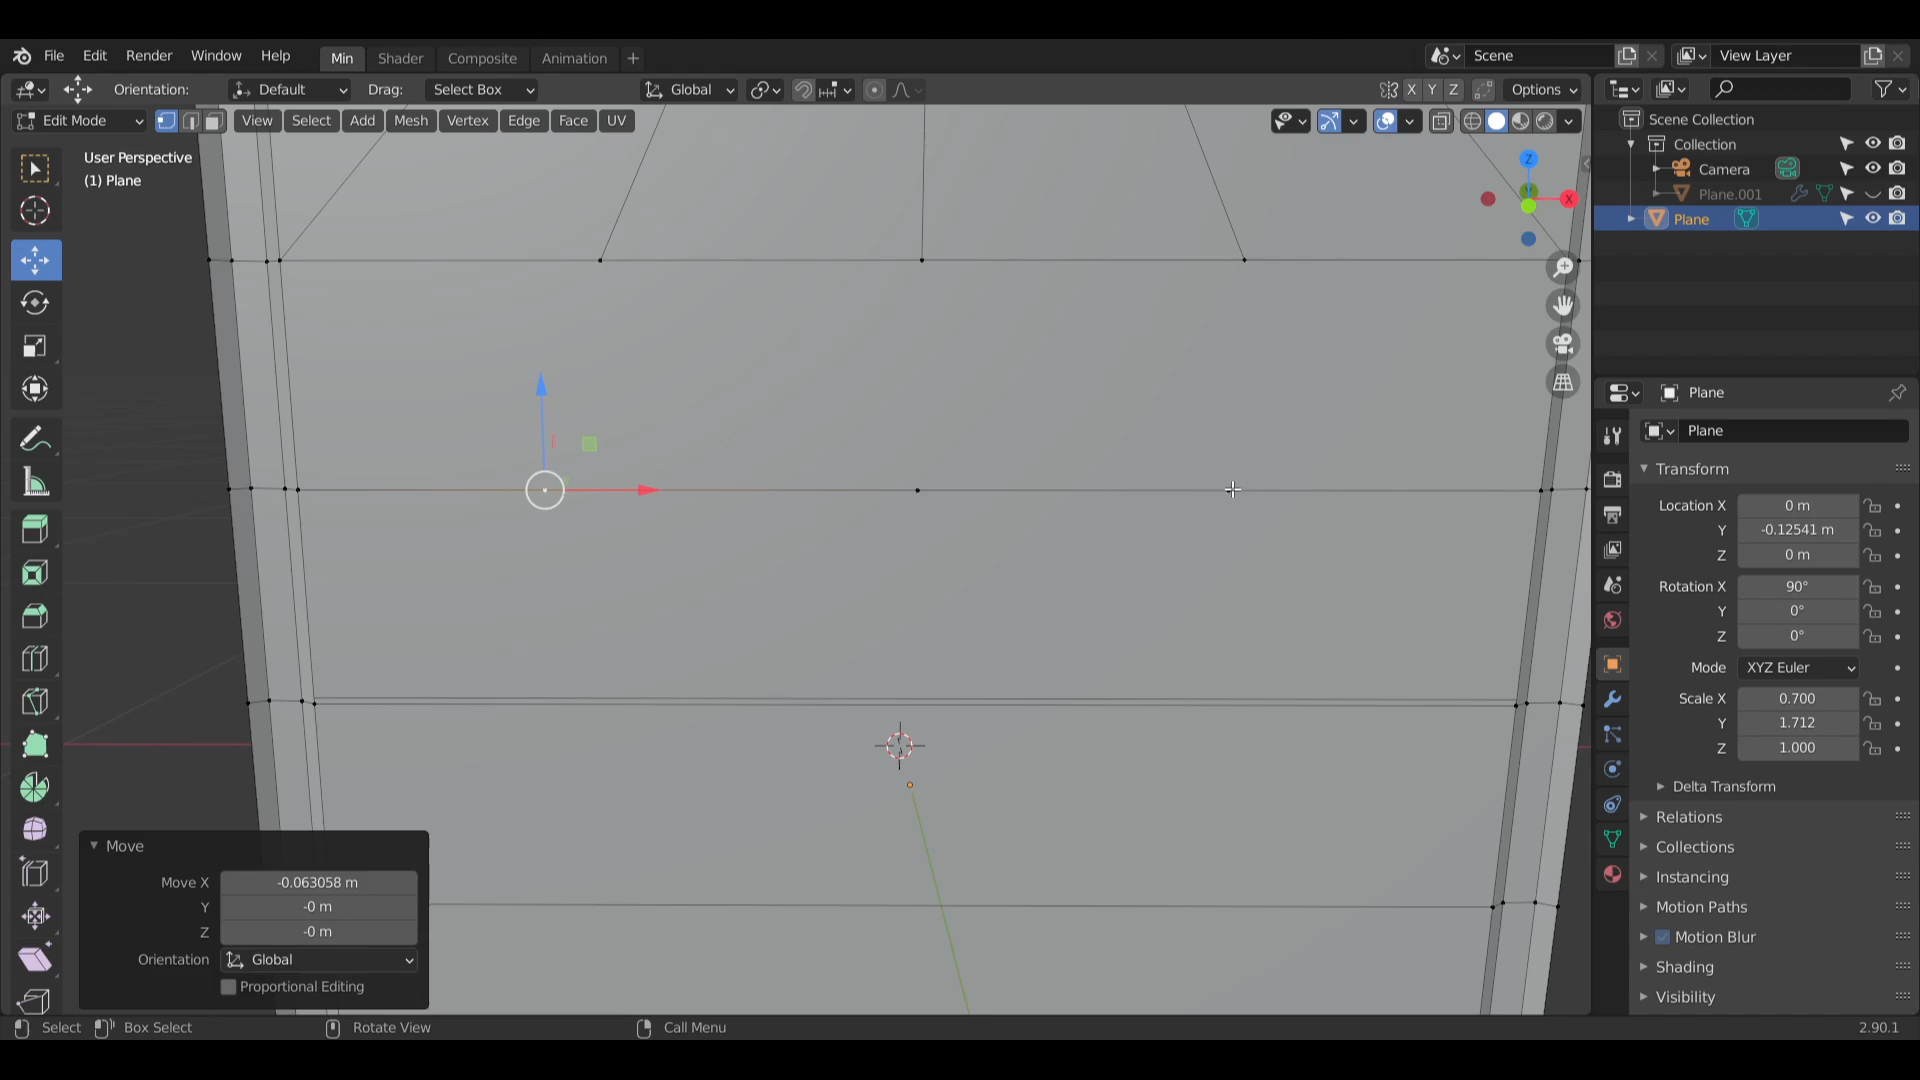 File Edit Render Window Help Min Shader Composite Animation + Scene View Layer
Orientation: Default Drag: Select Box Global X Y Z Options
Edit Mode View Select Add Mesh Vertex Edge Face UV
User Perspective
(1) Plane
Z
X
Scene Collection
Collection
Camera
Plane.001
Plane
Plane
Plane
Transform
Location X 0 m
Y -0.12541 m
Z 0 m
Rotation X 90°
Y 0°
Z 0°
Mode XYZ Euler
Scale X 0.700
Y 1.712
Z 1.000
Delta Transform
Relations
Collections
Instancing
Motion Paths
Motion Blur
Shading
Visibility
Move
Move X -0.063058 m
Y -0 m
Z -0 m
Orientation Global
Proportional Editing
Select Box Select Rotate View Call Menu 2.90.1